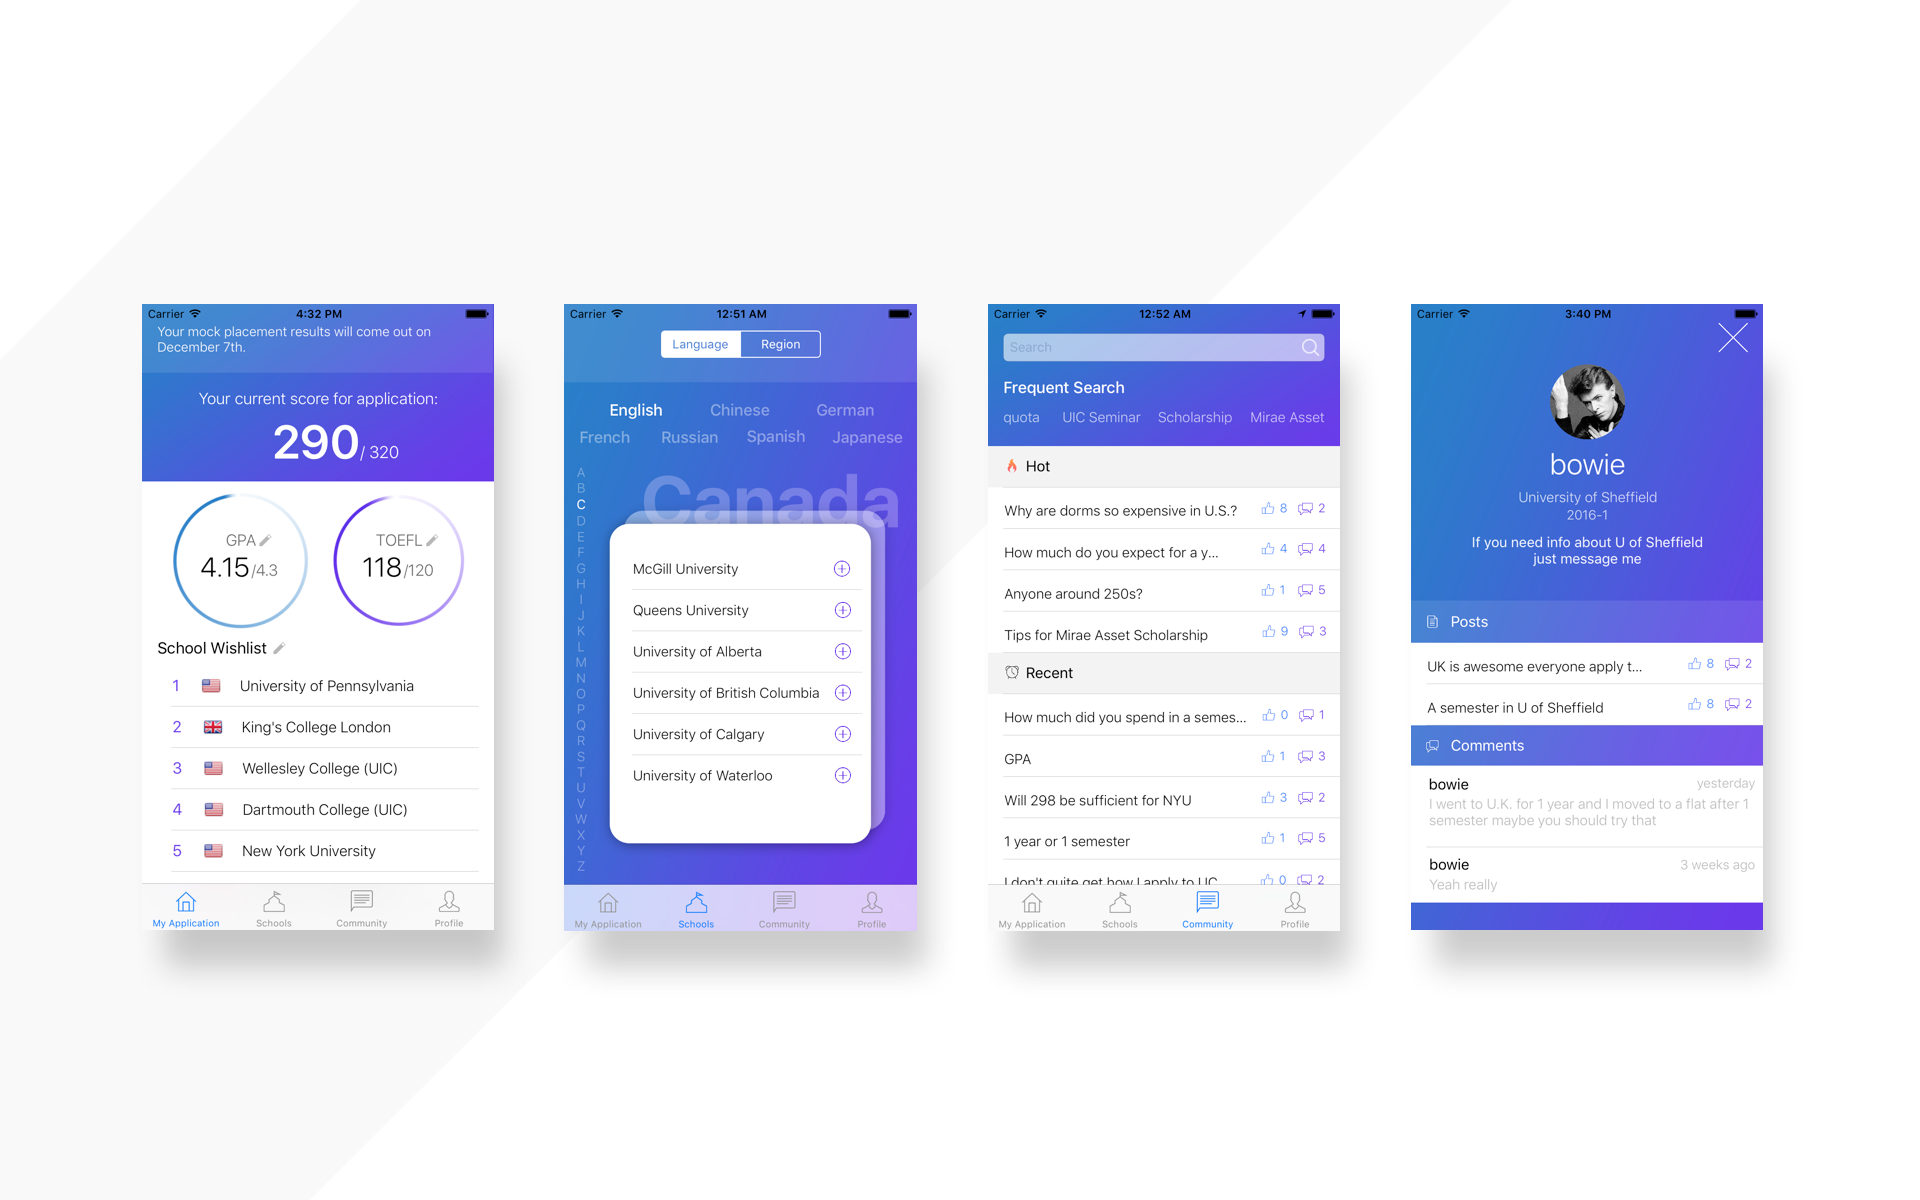 Carrier 4:32 PM
Your mock placement results will come out on
December 7th.
Your current score for application:
290/ 320
GPA
4.15/4.3
TOEFL
118/120
School Wishlist
1 University of Pennsylvania
2 King's College London
3 Wellesley College (UIC)
4 Dartmouth College (UIC)
5 New York University
My Application Schools Community Profile
Carrier 12:51 AM
Language Region
English Chinese German
French Russian Spanish Japanese
Canada
A
B
C
D
E
F
G
H
I
J
K
L
M
N
O
P
Q
R
S
T
U
V
W
X
Y
Z
McGill University
Queens University
University of Alberta
University of British Columbia
University of Calgary
University of Waterloo
My Application Schools Community Profile
Carrier 12:52 AM
Search
Frequent Search
quota UIC Seminar Scholarship Mirae Asset
Hot
Why are dorms so expensive in U.S.? 8 2
How much do you expect for a y... 4 4
Anyone around 250s? 1 5
Tips for Mirae Asset Scholarship 9 3
Recent
How much did you spend in a semes... 0 1
GPA 1 3
Will 298 be sufficient for NYU 3 2
1 year or 1 semester 1 5
I don't quite get how I apply to UC 0 2
My Application Schools Community Profile
Carrier 3:40 PM
bowie
University of Sheffield
2016-1
If you need info about U of Sheffield
just message me
Posts
UK is awesome everyone apply t... 8 2
A semester in U of Sheffield 8 2
Comments
bowie yesterday
I went to U.K. for 1 year and I moved to a flat after 1
semester maybe you should try that
bowie 3 weeks ago
Yeah really